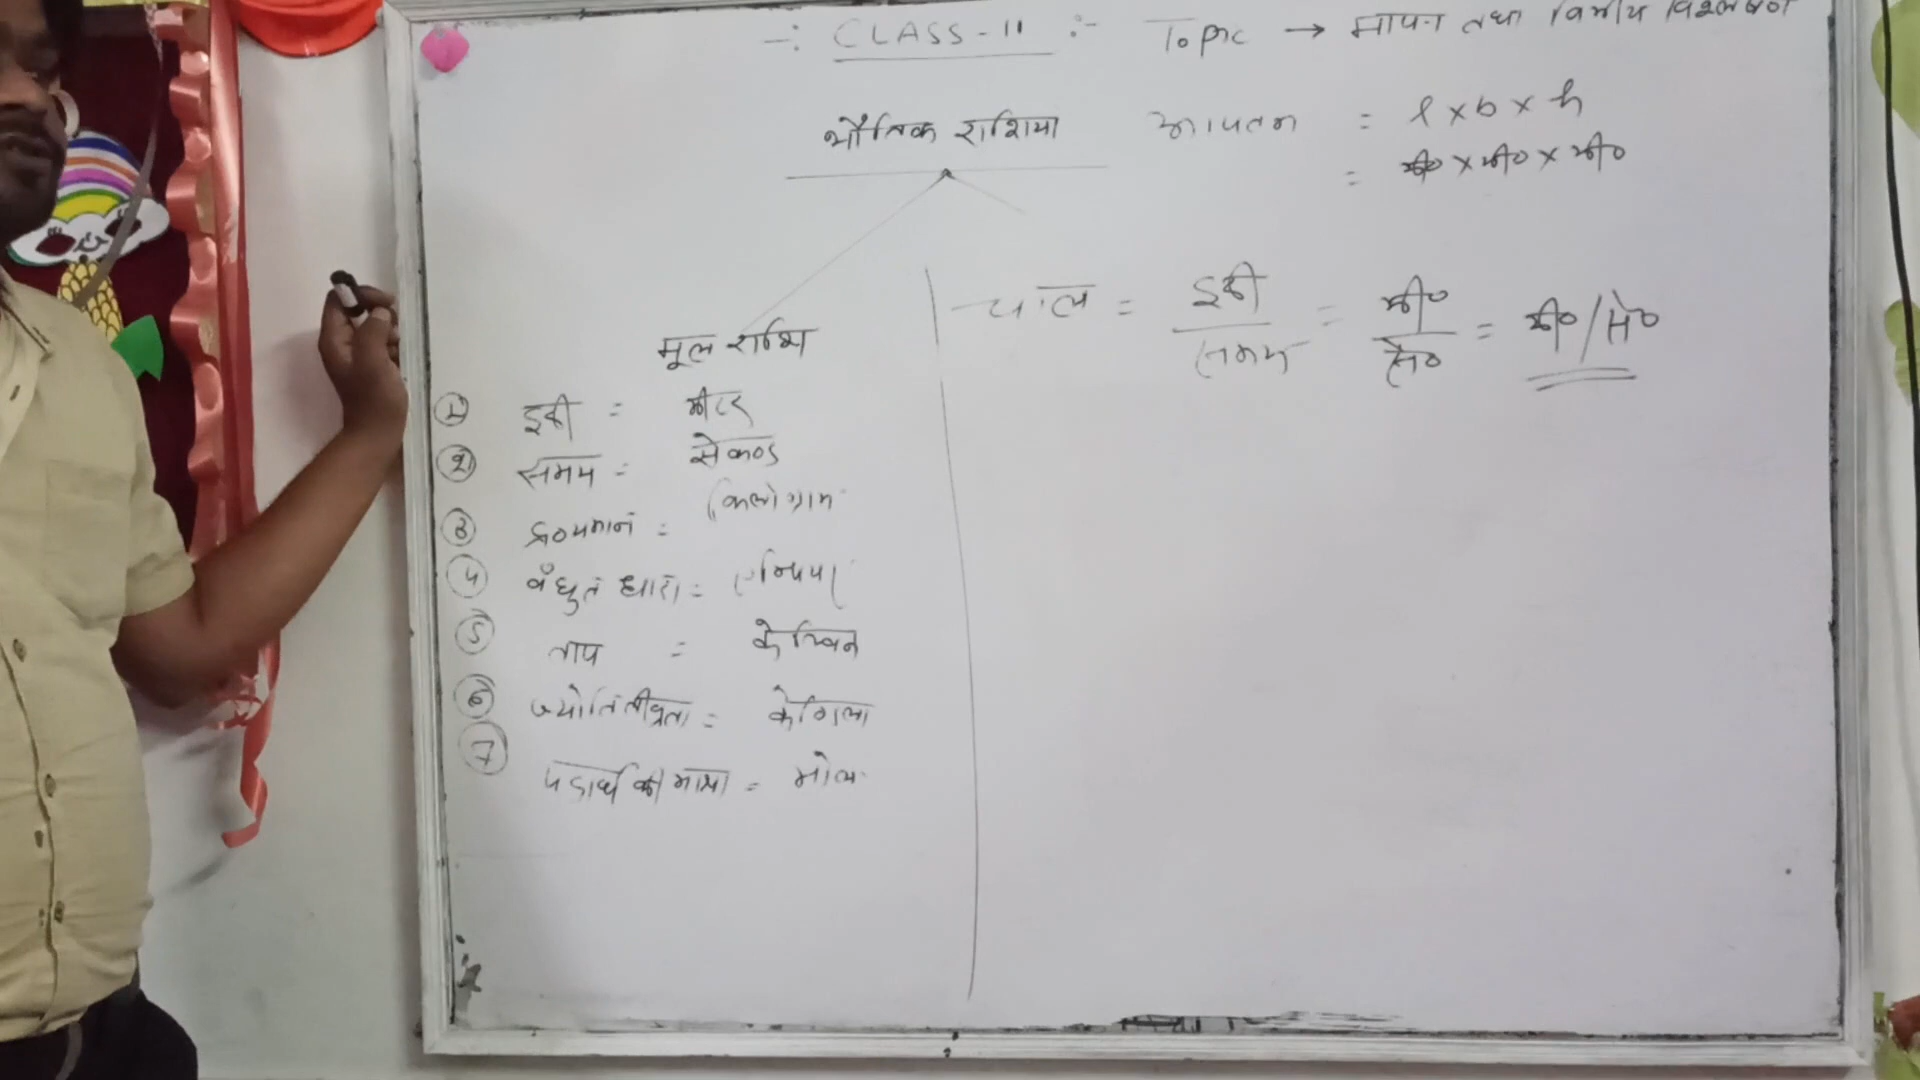 -: CLASS-11 :- Topic → मापन तथा विमीय विश्लेषण
भौतिक राशियां
आयतन = l x b x h
= मी० x मी० x मी०
मूल राशि
① दूरी = मीटर
② समय = सेकण्ड
③ द्रव्यमान = किलोग्राम
④ वैधुत धारा = एम्पियर
⑤ ताप = केल्विन
⑥ ज्योति तीव्रता =
⑦ पदार्थ की मात्रा = मोल
चाल = दूरी / समय = मी० / से० = मी०/से०